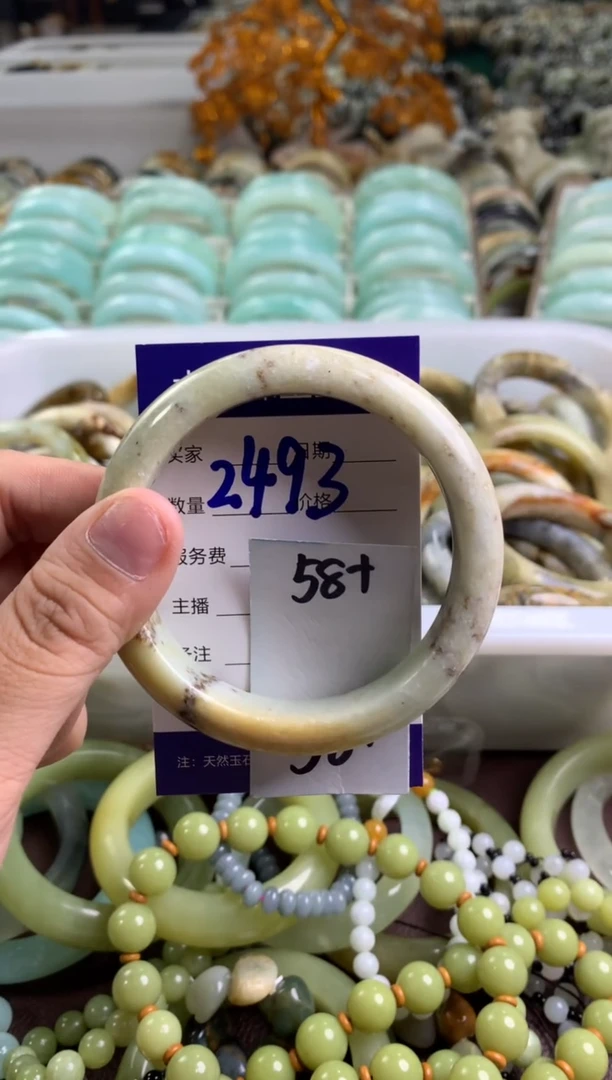 卖家 日期
2493
数量 价格
服务费
58+
主播
备注
注：天然玉石